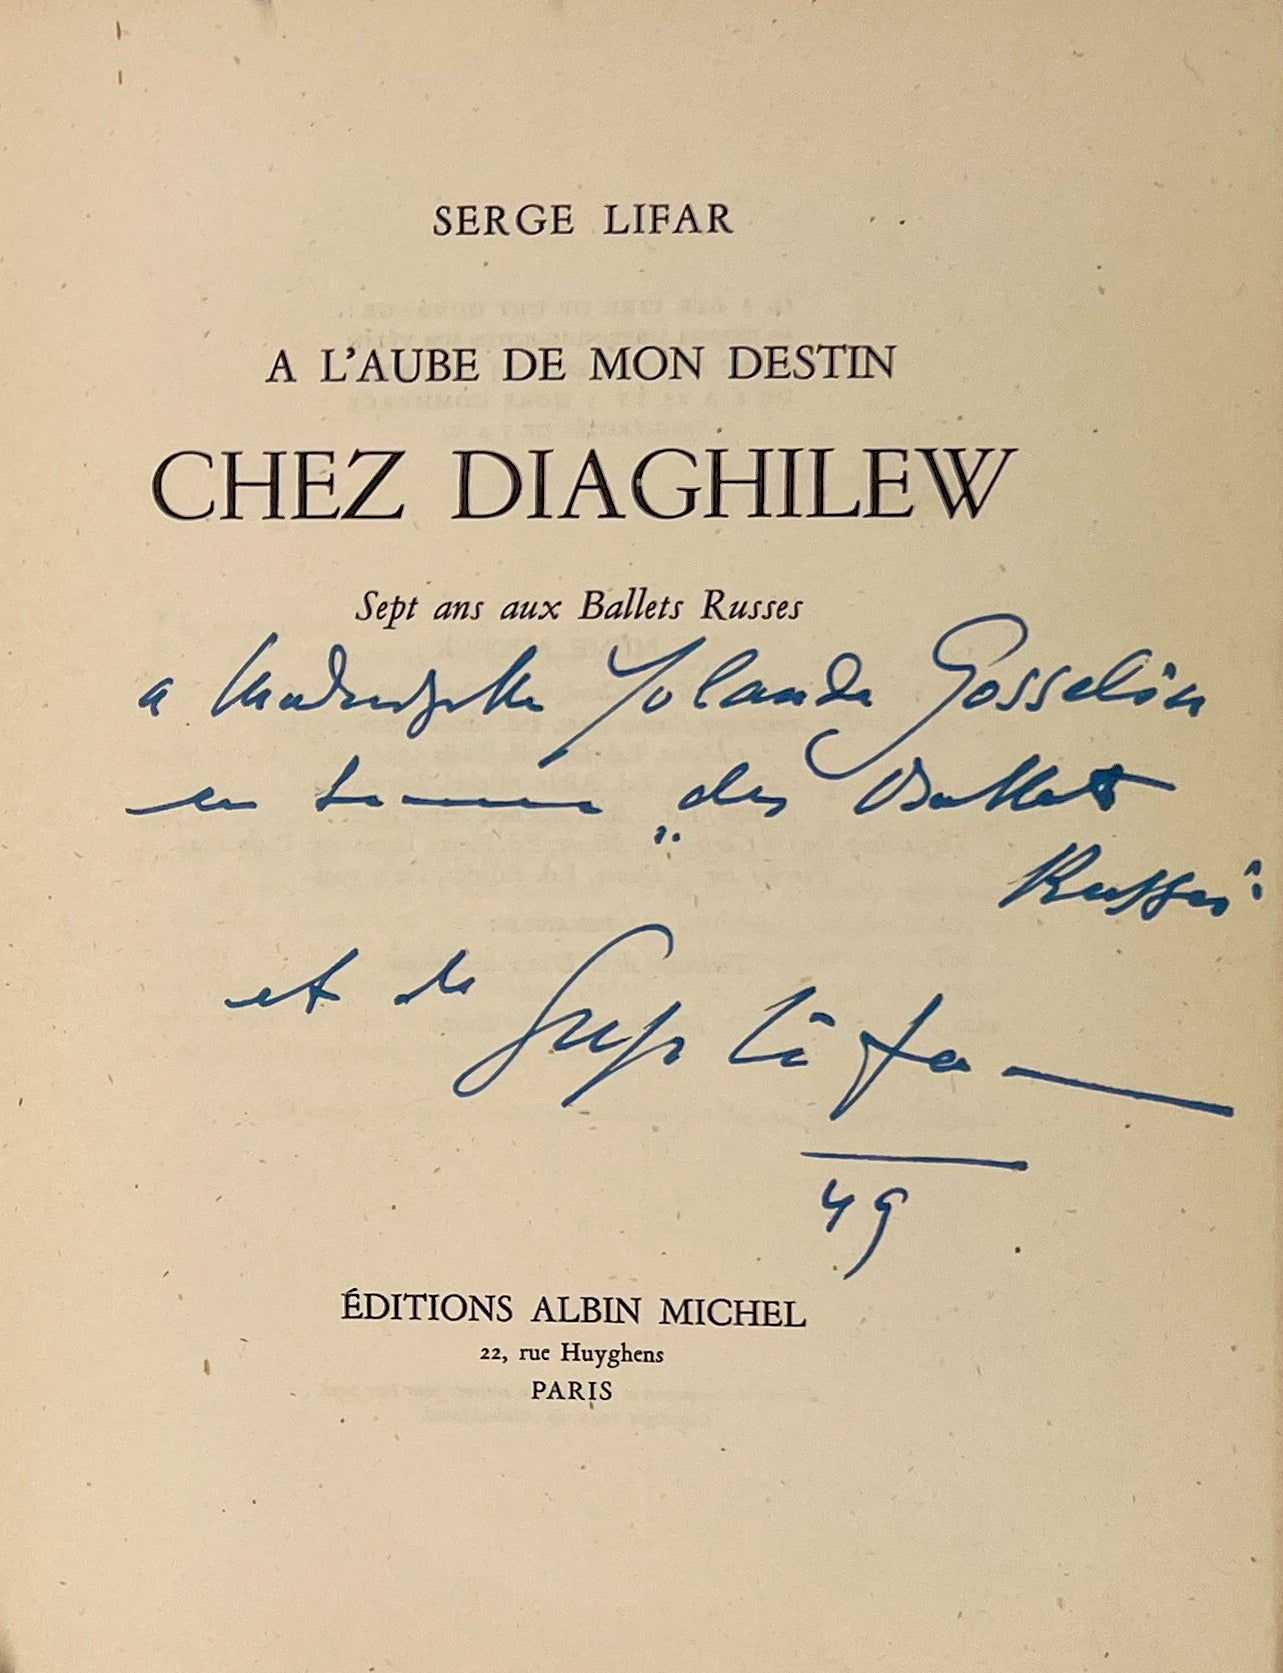 SERGE LIFAR
A L'AUBE DE MON DESTIN
CHEZ DIAGHILEW
Sept ans aux Ballets Russes
a Mademoiselle Yolande Gosselin
en des Ballets
"Russes"
et de Serge Lifar
49
ÉDITIONS ALBIN MICHEL
22, rue Huyghens
PARIS